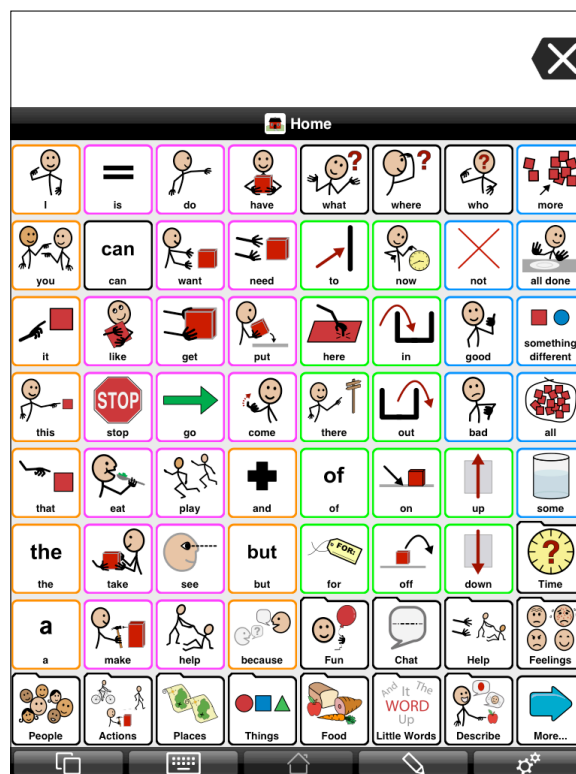 Home
I is do have what where who more
can
you can want need to now not all done
it like get put here in good something
different
STOP
this stop go come there out bad all
of
that eat play and of on up some
the but FOR:
the take see but for off down Time
a
a make help because Fun Chat Help Feelings
And It The
WORD
Up
People Actions Places Things Food Little Words Describe More...